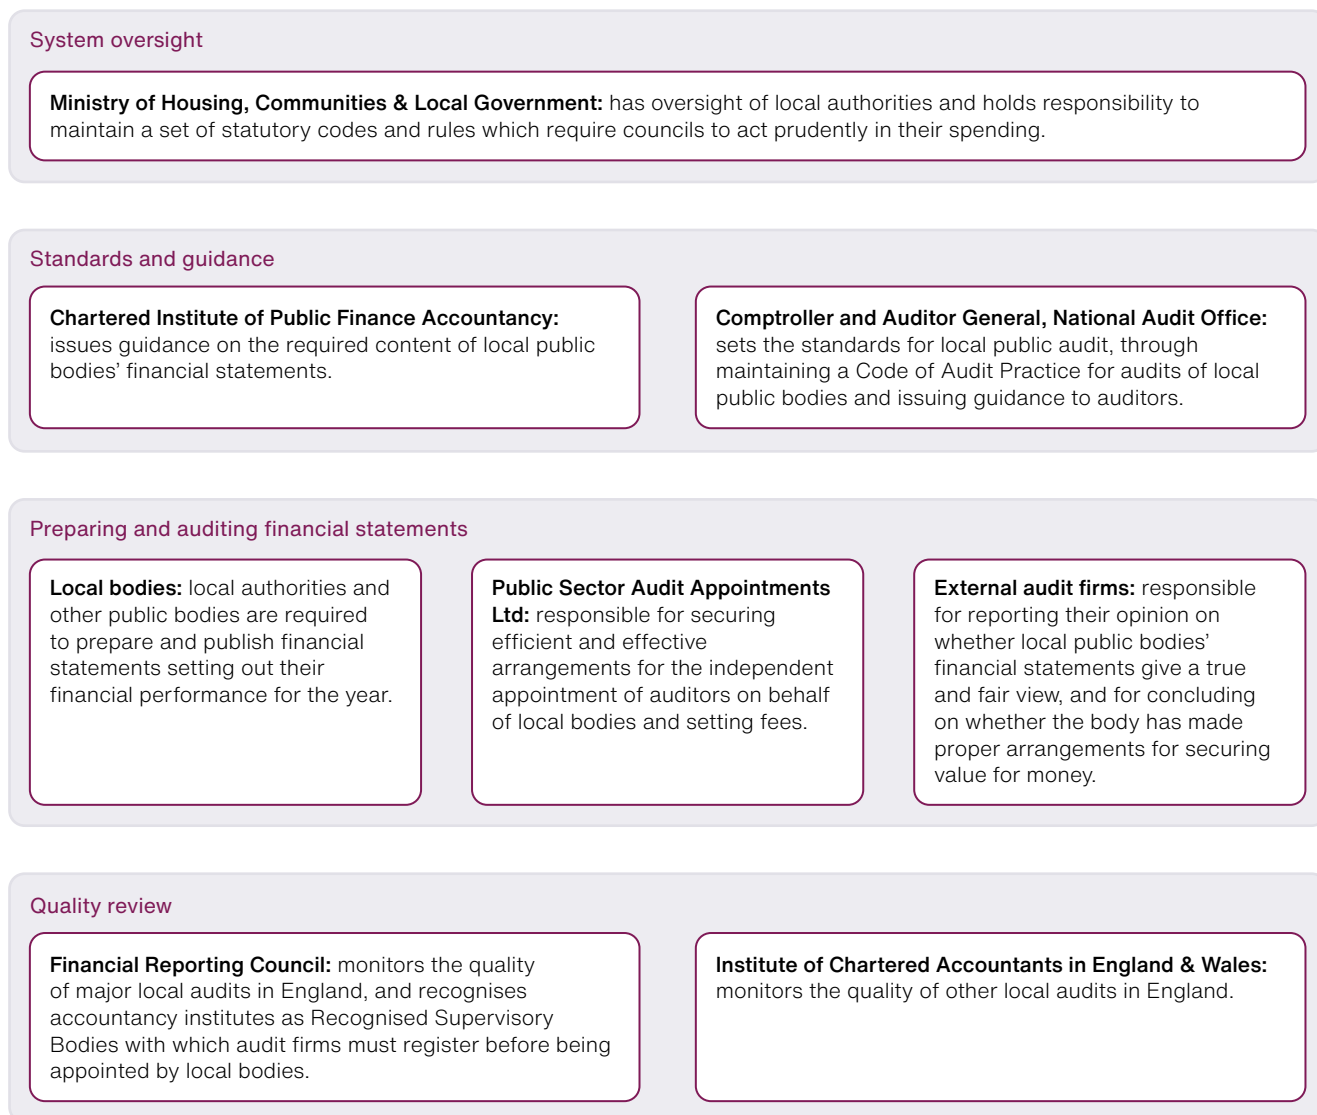 System oversight
Ministry of Housing, Communities & Local Government: has oversight of local authorities and holds responsibility to
maintain a set of statutory codes and rules which require councils to act prudently in their spending.
Standards and guidance
Chartered Institute of Public Finance Accountancy:
issues guidance on the required content of local public
bodies’ financial statements.
Comptroller and Auditor General, National Audit Office:
sets the standards for local public audit, through
maintaining a Code of Audit Practice for audits of local
public bodies and issuing guidance to auditors.
Preparing and auditing financial statements
Local bodies: local authorities and
other public bodies are required
to prepare and publish financial
statements setting out their
financial performance for the year.
Public Sector Audit Appointments
Ltd: responsible for securing
efficient and effective
arrangements for the independent
appointment of auditors on behalf
of local bodies and setting fees.
External audit firms: responsible
for reporting their opinion on
whether local public bodies’
financial statements give a true
and fair view, and for concluding
on whether the body has made
proper arrangements for securing
value for money.
Quality review
Financial Reporting Council: monitors the quality
of major local audits in England, and recognises
accountancy institutes as Recognised Supervisory
Bodies with which audit firms must register before being
appointed by local bodies.
Institute of Chartered Accountants in England & Wales:
monitors the quality of other local audits in England.